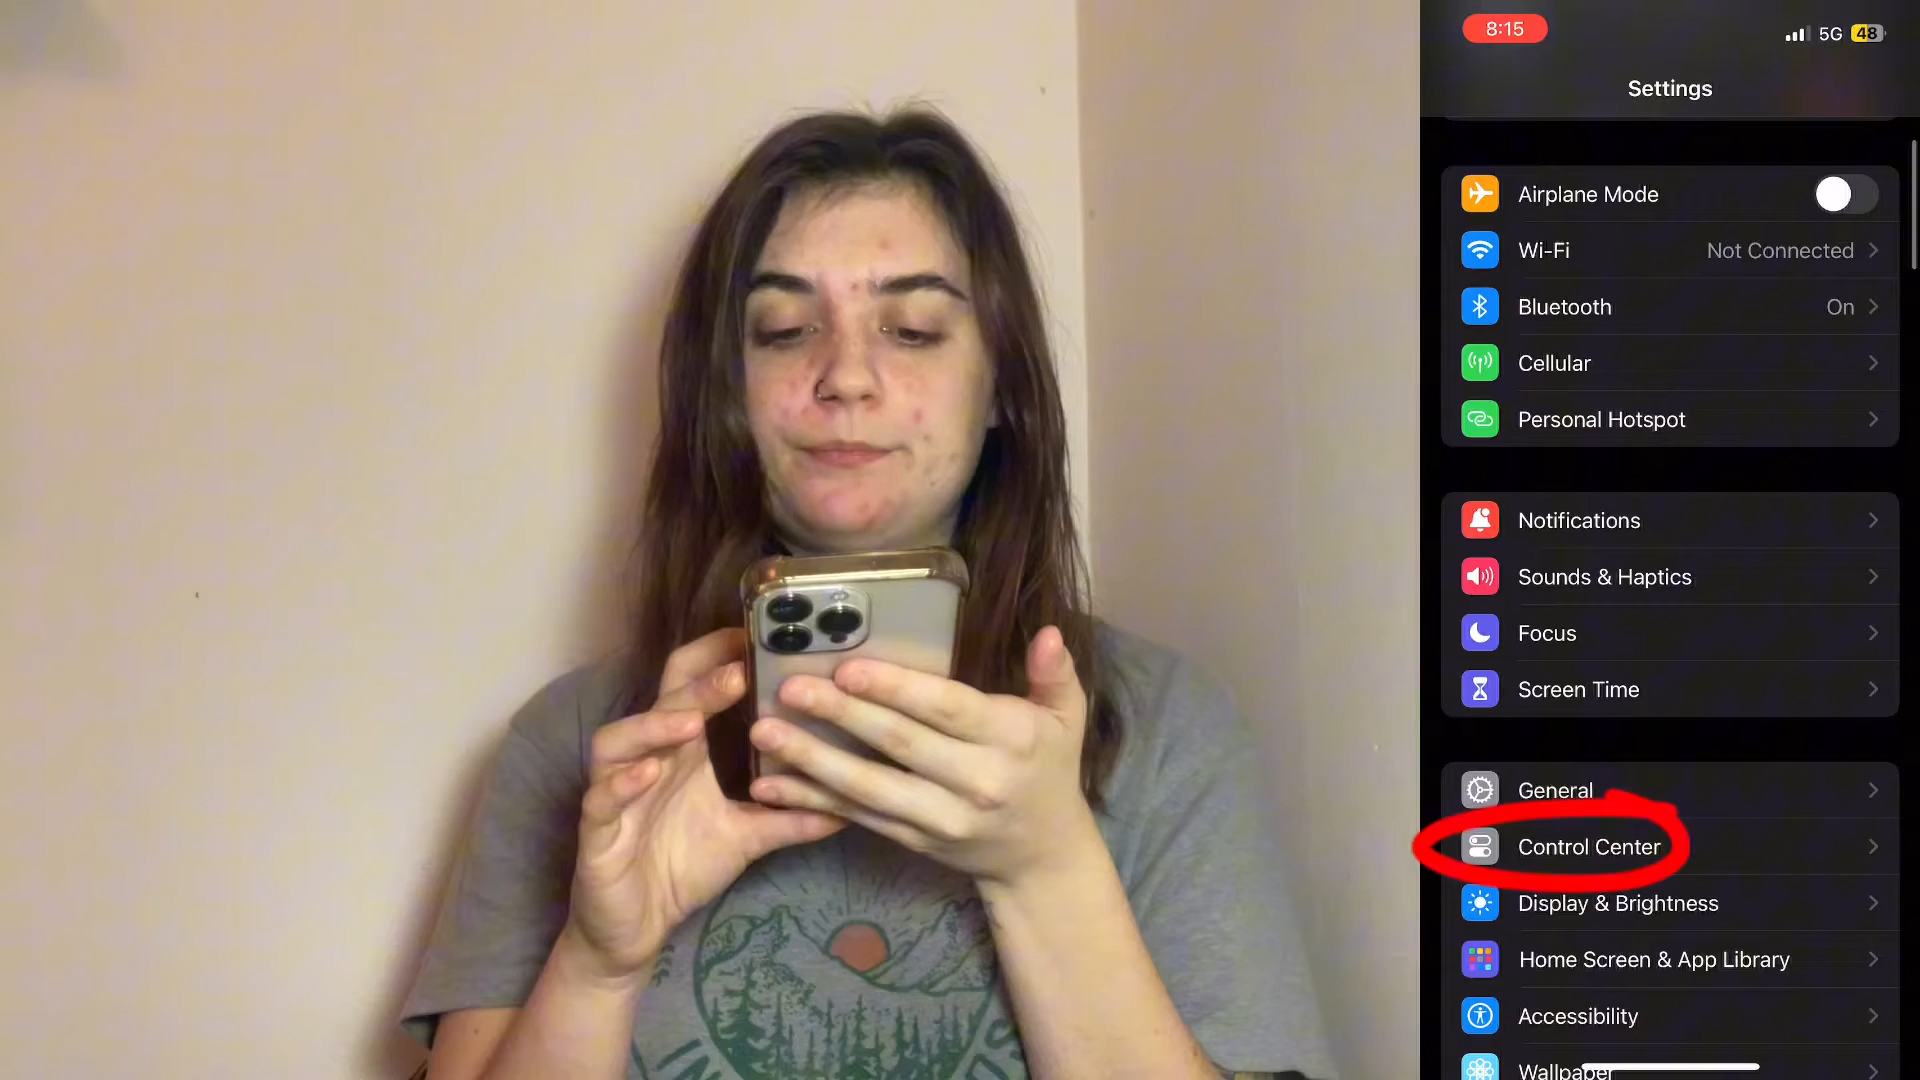 8:15
5G 48
Settings
Airplane Mode
Wi-Fi Not Connected
Bluetooth On
Cellular
Personal Hotspot
Notifications
Sounds & Haptics
Focus
Screen Time
General
Control Center
Display & Brightness
Home Screen & App Library
Accessibility
Wallpaper